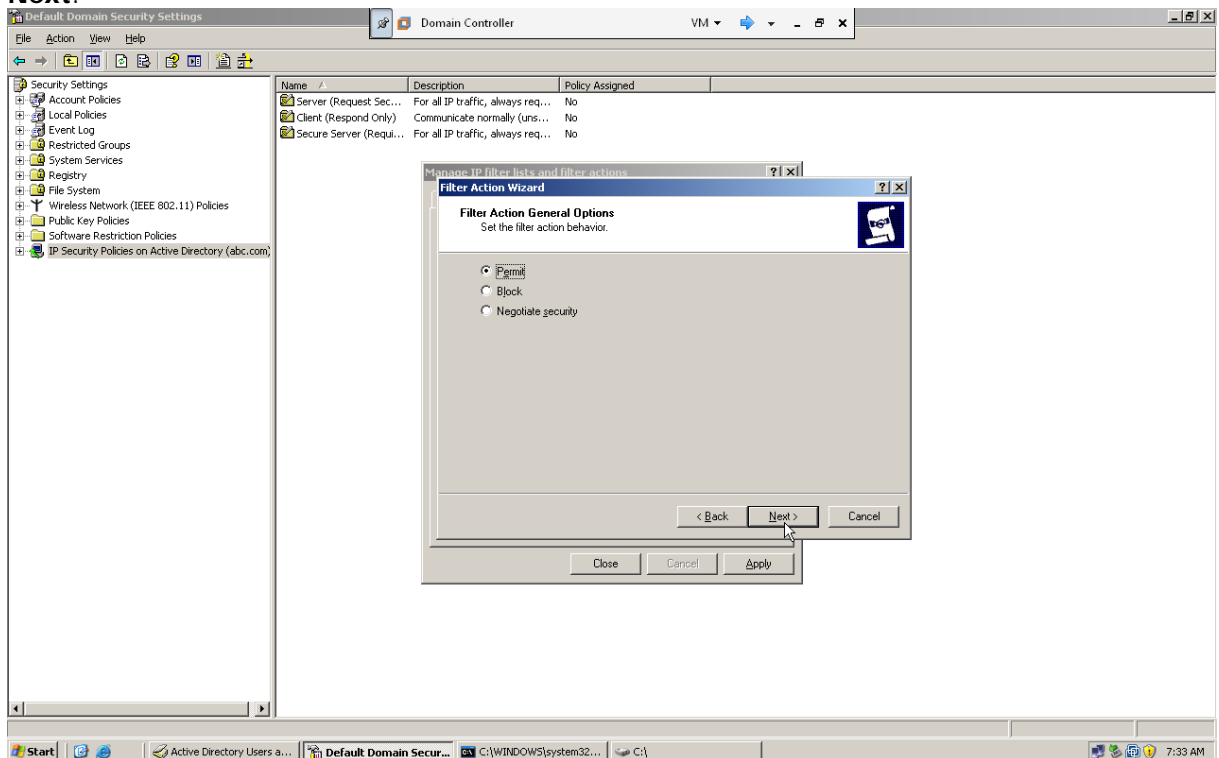 Next.
Default Domain Security Settings
Domain Controller
VM
File Action View Help
Security Settings
Account Policies
Local Policies
Event Log
Restricted Groups
System Services
Registry
File System
Wireless Network (IEEE 802.11) Policies
Public Key Policies
Software Restriction Policies
IP Security Policies on Active Directory (abc.com)
Name Description Policy Assigned
Server (Request Sec... For all IP traffic, always req... No
Client (Respond Only) Communicate normally (uns... No
Secure Server (Requi... For all IP traffic, always req... No
Manage IP filter lists and filter actions
Filter Action Wizard
Filter Action General Options
Set the filter action behavior.
Permit
Block
Negotiate security
< Back Next > Cancel
Close Cancel Apply
Start Active Directory Users a... Default Domain Secur... C:\WINDOWS\system32... C:\ 7:33 AM